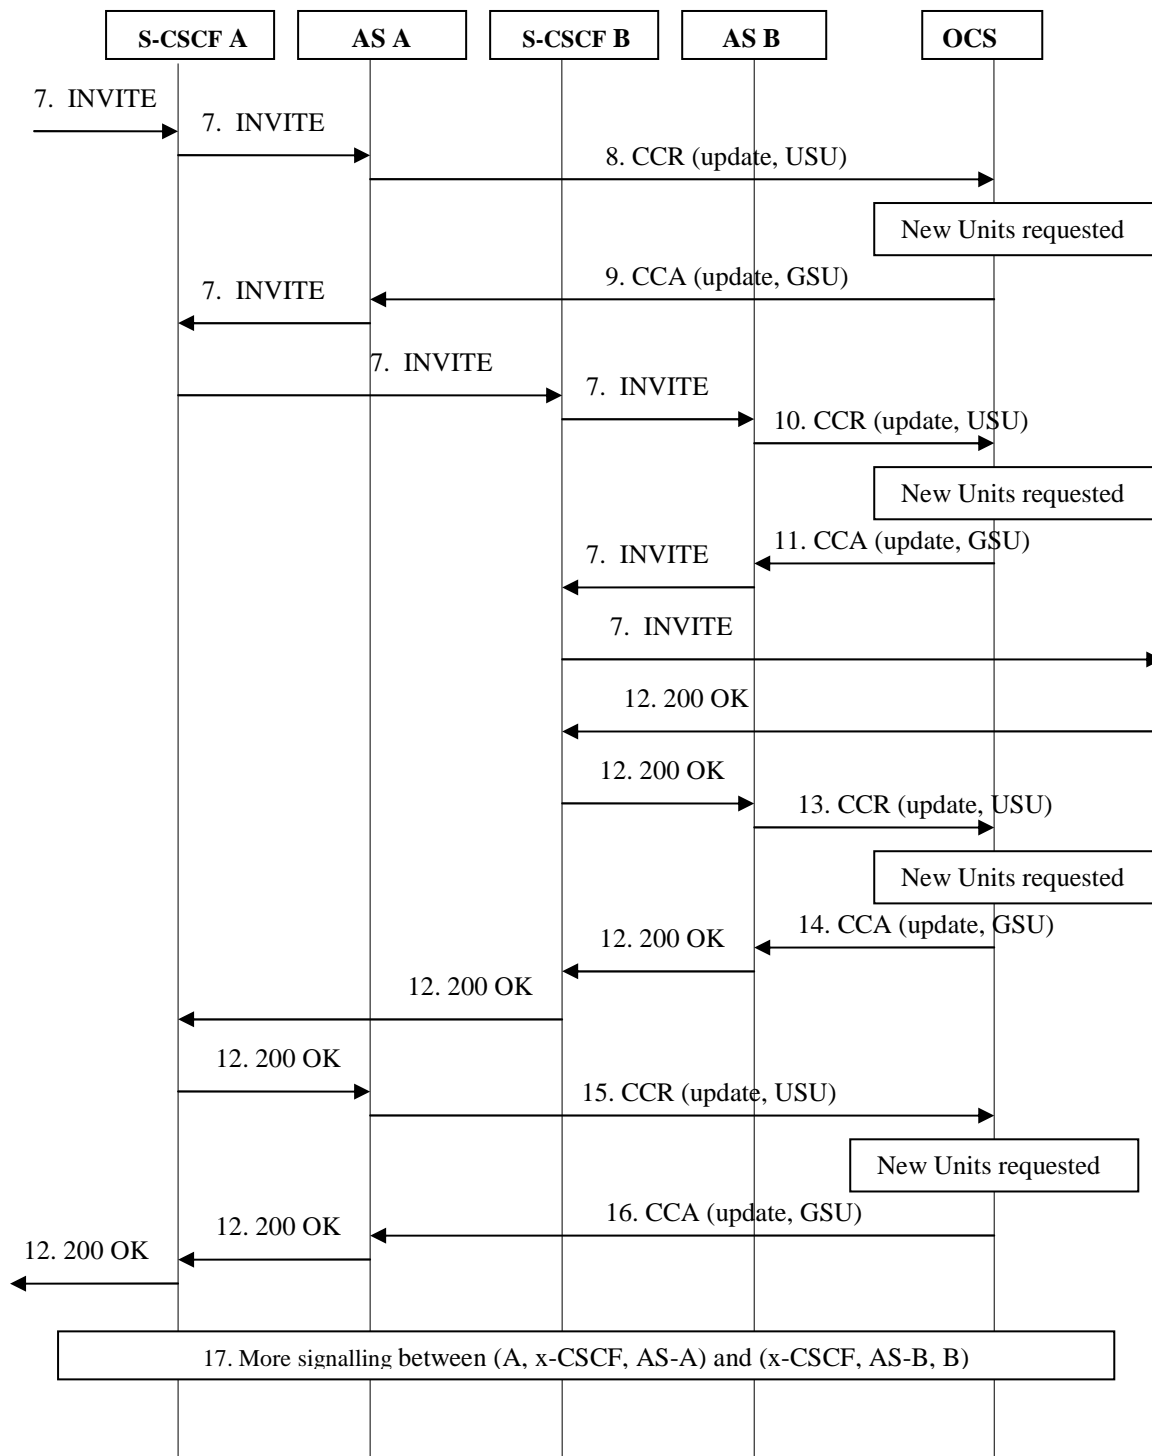 S-CSCF A
AS A
S-CSCF B
AS B
OCS
7. INVITE
7. INVITE
8. CCR (update, USU)
New Units requested
9. CCA (update, GSU)
7. INVITE
7. INVITE
7. INVITE
10. CCR (update, USU)
New Units requested
11. CCA (update, GSU)
7. INVITE
7. INVITE
12. 200 OK
12. 200 OK
13. CCR (update, USU)
New Units requested
14. CCA (update, GSU)
12. 200 OK
12. 200 OK
12. 200 OK
15. CCR (update, USU)
New Units requested
16. CCA (update, GSU)
12. 200 OK
12. 200 OK
17. More signalling between (A, x-CSCF, AS-A) and (x-CSCF, AS-B, B)